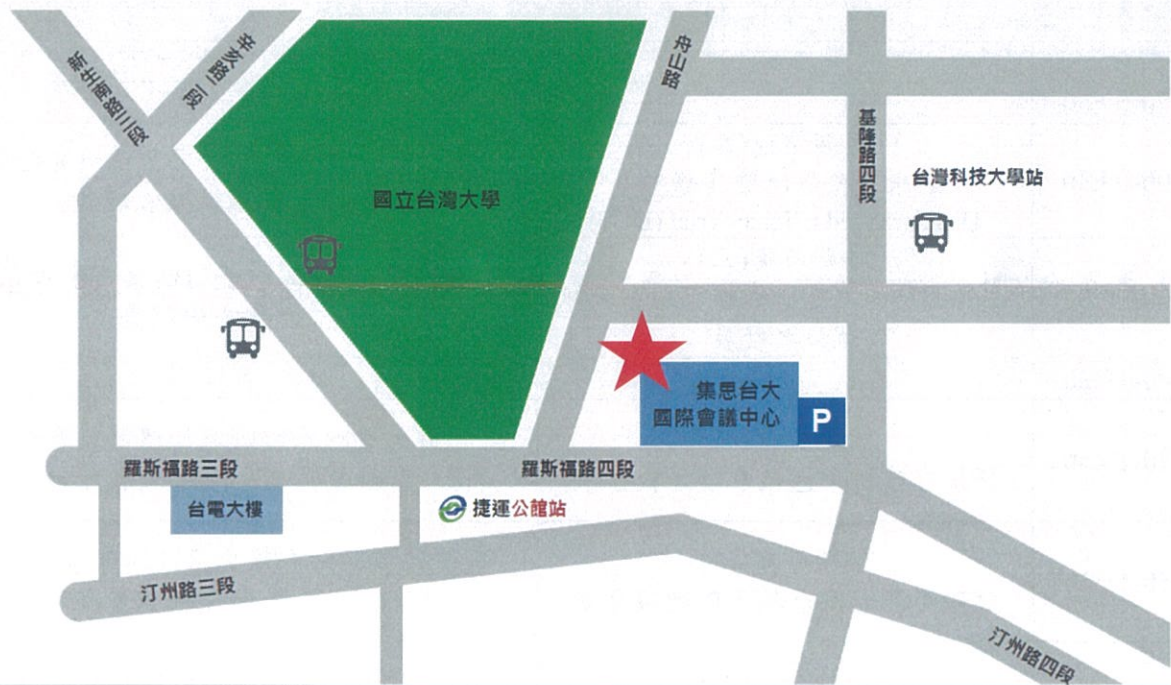 新生南路三段
辛亥路二段
舟山路
基隆路四段
國立台灣大學
台灣科技大學站
集思台大
國際會議中心
P
羅斯福路三段
羅斯福路四段
台電大樓
捷運公館站
汀州路三段
汀州路四段